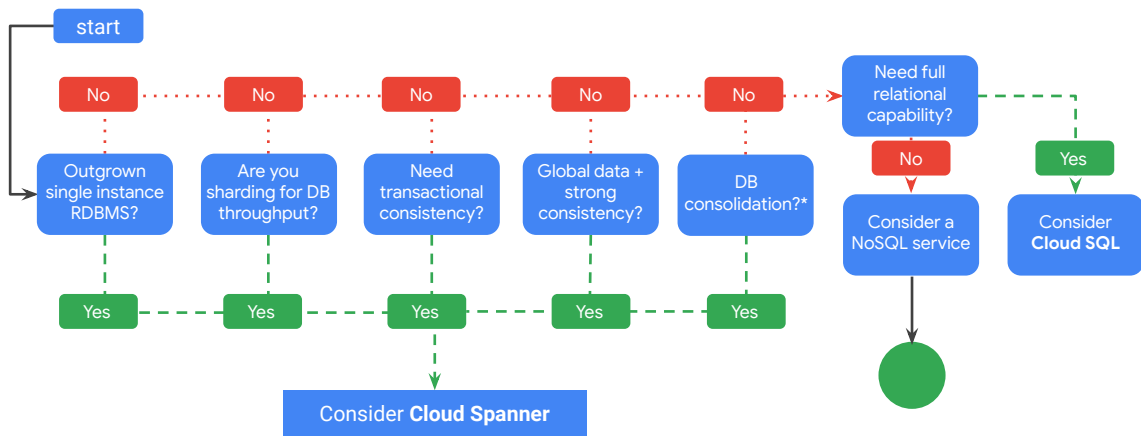 start
No
No
No
No
No
Need full
relational
capability?
Outgrown
single instance
RDBMS?
Are you
sharding for DB
throughput?
Need
transactional
consistency?
Global data +
strong
consistency?
DB
consolidation?*
No
Yes
Consider a
NoSQL service
Consider
Cloud SQL
Yes
Yes
Yes
Yes
Yes
Consider Cloud Spanner